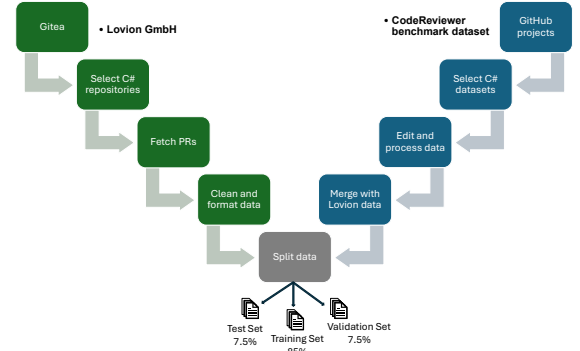 Gitea
• Lovion GmbH
• CodeReviewer
benchmark dataset
GitHub
projects
Select C#
repositories
Select C#
datasets
Fetch PRs
Edit and
process data
Clean and
format data
Merge with
Lovion data
Split data
Test Set
7.5%
Training Set
85%
Validation Set
7.5%